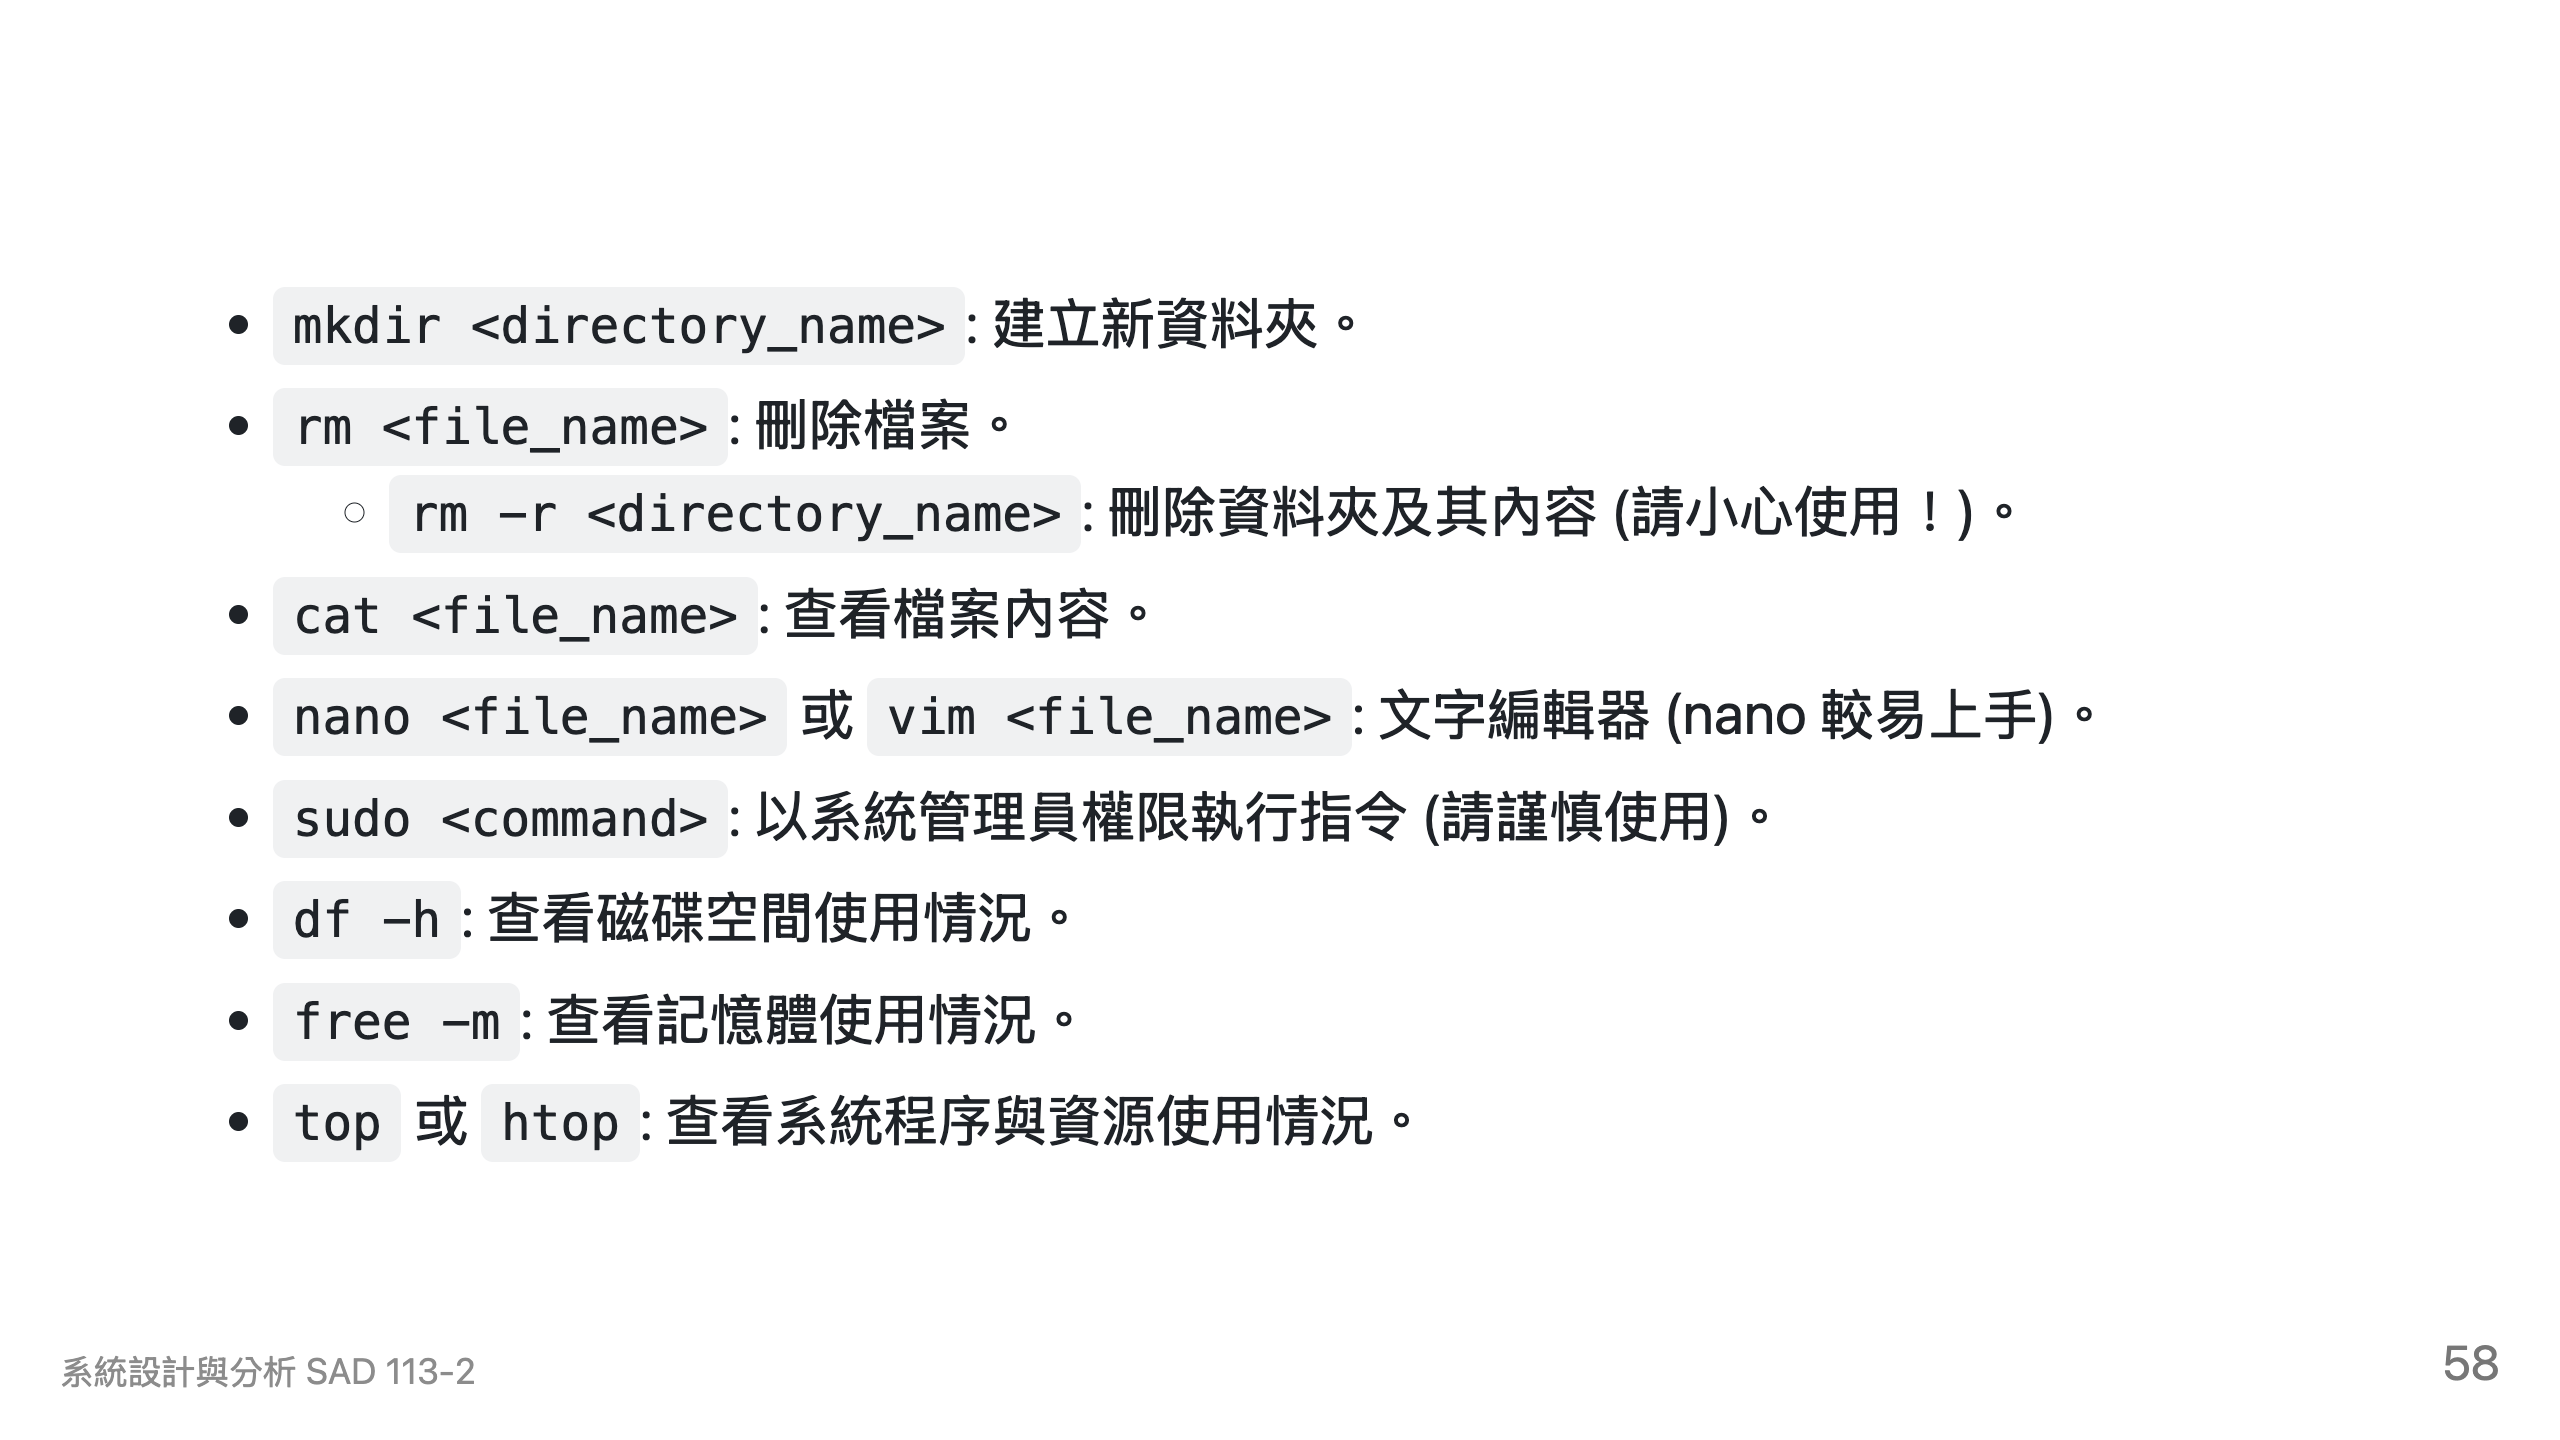 • mkdir <directory_name> : 建立新資料夾。
• rm <file_name> : 刪除檔案。
○ rm -r <directory_name> : 刪除資料夾及其內容 (請小心使用！)。
• cat <file_name> : 查看檔案內容。
• nano <file_name> 或 vim <file_name> : 文字編輯器 (nano 較易上手)。
• sudo <command> : 以系統管理員權限執行指令 (請謹慎使用)。
• df -h : 查看磁碟空間使用情況。
• free -m : 查看記憶體使用情況。
• top 或 htop : 查看系統程序與資源使用情況。
系統設計與分析 SAD 113-2
58